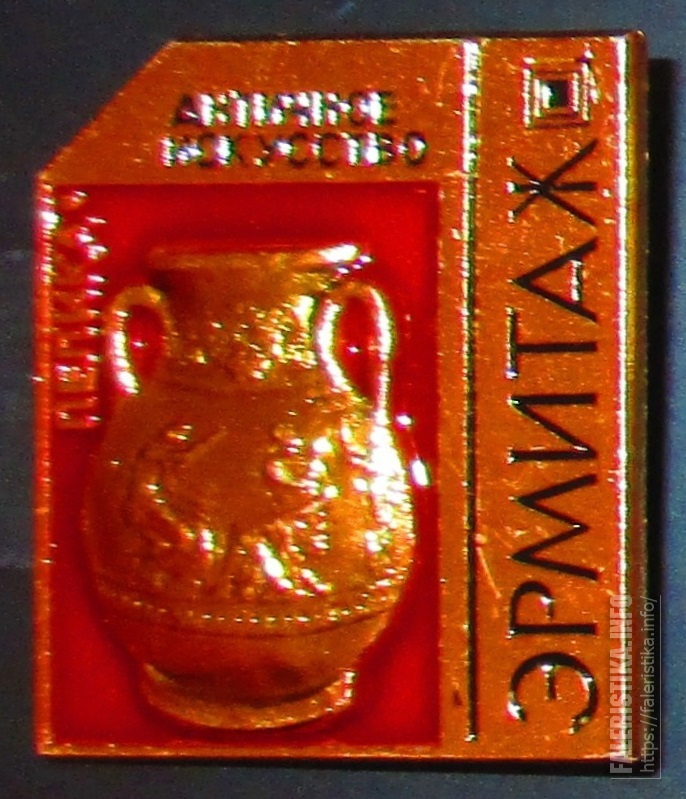 АНТИЧНОЕ
ИСКУССТВО
ПЕЛИКА
ЭРМИТАЖ
FALERISTIKA.INFO
https://faleristika.info/